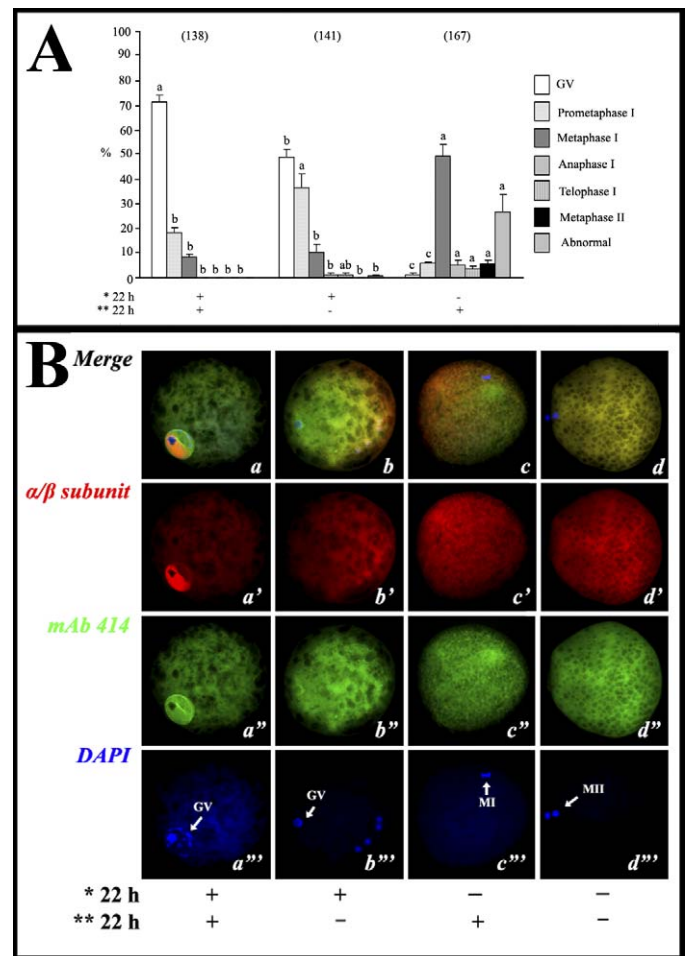 A
(138) (141) (167)
100
90
80
70
60
50
40
30
20
10
0
%
a b b b b b b
b a b b ab b b
c c a a a a a
GV
Prometaphase I
Metaphase I
Anaphase I
Telophase I
Metaphase II
Abnormal
* 22 h + + -
** 22 h + - +
B
Merge
a b c d
α/β subunit
a’ b’ c’ d’
mAb 414
a” b” c” d”
DAPI
GV GV MI MII
a”’ b”’ c”’ d”’
* 22 h + + – –
** 22 h + – + –